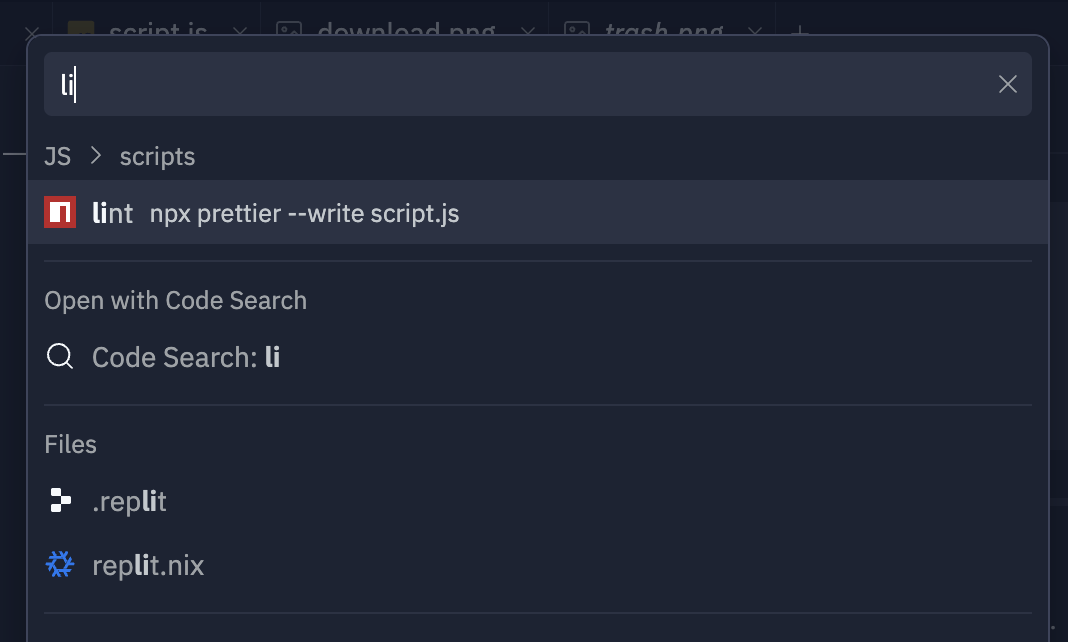 script.js download.png trash.png
li
JS > scripts
lint npx prettier --write script.js
Open with Code Search
Code Search: li
Files
.replit
replit.nix